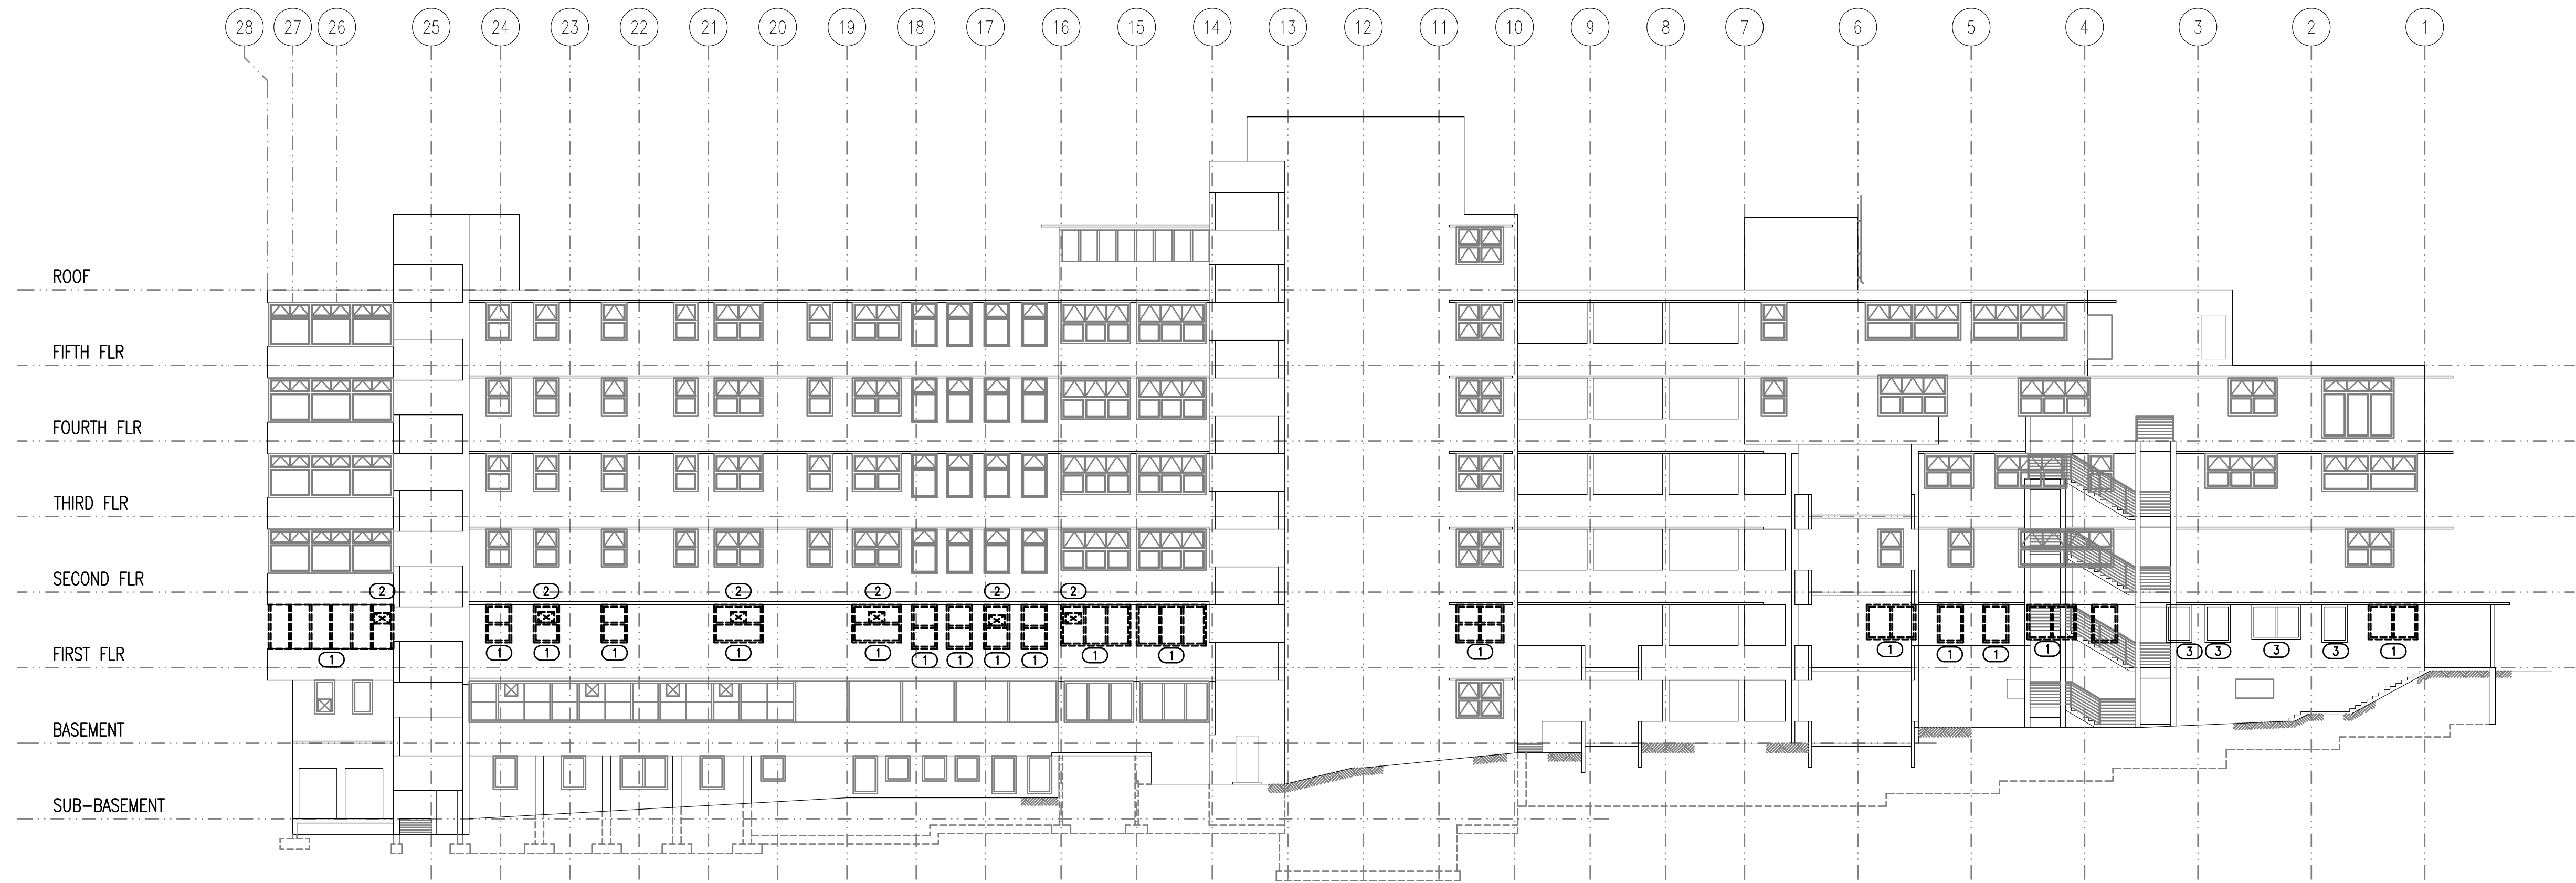 28 27 26 25 24 23 22 21 20 19 18 17 16 15 14 13 12 11 10 9 8 7 6 5 4 3 2 1
ROOF
FIFTH FLR
FOURTH FLR
THIRD FLR
SECOND FLR
2 2 2 2 2 2
FIRST FLR
1 1 1 1 1 1 1 1 1 1 1 1 1 1 1 1 1 3 3 3 3 1
BASEMENT
SUB-BASEMENT